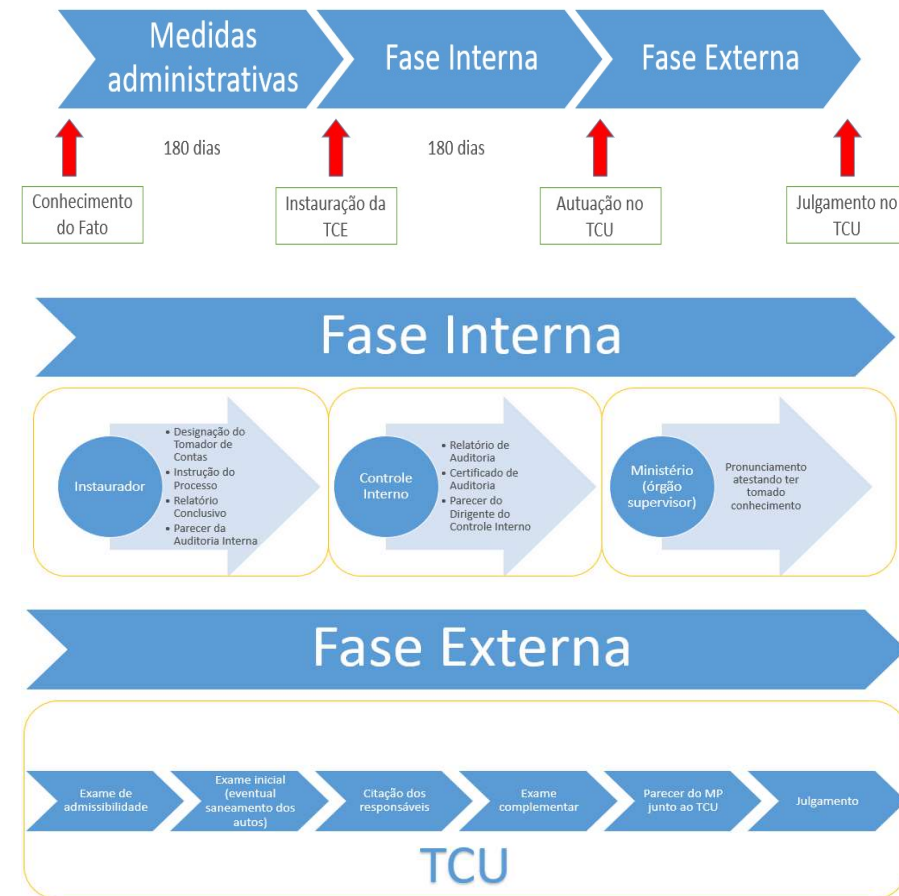 Medidas
administrativas
Fase Interna
Fase Externa
180 dias
180 dias
Conhecimento
do Fato
Instauração da
TCE
Autuação no
TCU
Julgamento no
TCU
Fase Interna
Instaurador
• Designação do
Tomador de
Contas
• Instrução do
Processo
• Relatório
Conclusivo
• Parecer da
Auditoria Interna
Controle
Interno
• Relatório de
Auditoria
• Certificado de
Auditoria
• Parecer do
Dirigente do
Controle Interno
Ministério
(órgão
supervisor)
Pronunciamento
atestando ter
tomado
conhecimento
Fase Externa
Exame de
admissibilidade
Exame inicial
(eventual
saneamento dos
autos)
Citação dos
responsáveis
Exame
complementar
Parecer do MP
junto ao TCU
Julgamento
TCU